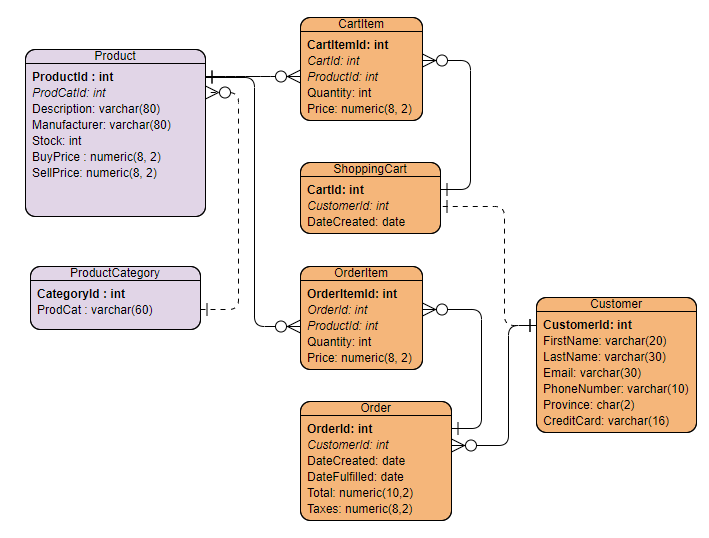 Product
ProductId : int
ProdCatId: int
Description: varchar(80)
Manufacturer: varchar(80)
Stock: int
BuyPrice : numeric(8, 2)
SellPrice: numeric(8, 2)
ProductCategory
CategoryId : int
ProdCat : varchar(60)
CartItem
CartItemId: int
CartId: int
ProductId: int
Quantity: int
Price: numeric(8, 2)
ShoppingCart
CartId: int
CustomerId: int
DateCreated: date
OrderItem
OrderItemId: int
OrderId: int
ProductId: int
Quantity: int
Price: numeric(8, 2)
Order
OrderId: int
CustomerId: int
DateCreated: date
DateFulfilled: date
Total: numeric(10,2)
Taxes: numeric(8,2)
Customer
CustomerId: int
FirstName: varchar(20)
LastName: varchar(30)
Email: varchar(30)
PhoneNumber: varchar(10)
Province: char(2)
CreditCard: varchar(16)